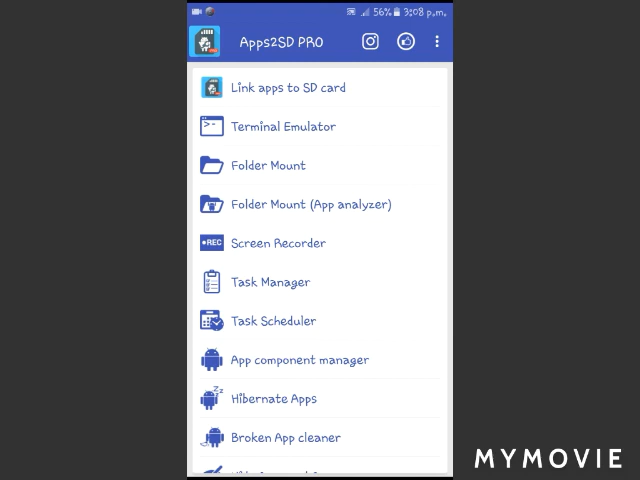 56% 3:08 p.m.
Apps2SD PRO
Link apps to SD card
Terminal Emulator
Folder Mount
Folder Mount (App analyzer)
•REC Screen Recorder
Task Manager
Task Scheduler
App component manager
Hibernate Apps
Broken App cleaner
MYMOVIE